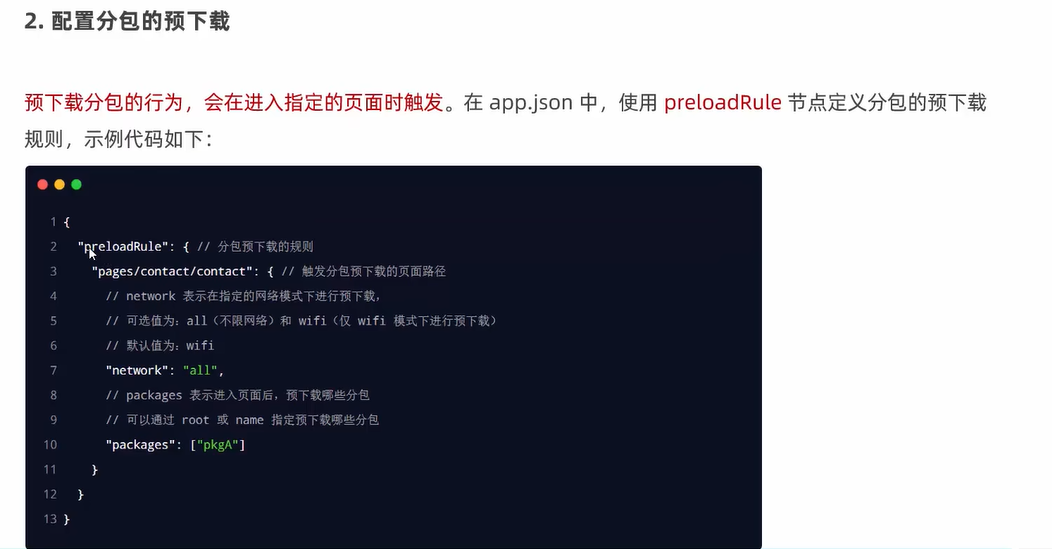 2. 配置分包的预下载
预下载分包的行为，会在进入指定的页面时触发。在 app.json 中，使用 preloadRule 节点定义分包的预下载
规则，示例代码如下：
1 {
2 "preloadRule": { // 分包预下载的规则
3 "pages/contact/contact": { // 触发分包预下载的页面路径
4 // network 表示在指定的网络模式下进行预下载，
5 // 可选值为：all（不限网络）和 wifi（仅 wifi 模式下进行预下载）
6 // 默认值为：wifi
7 "network": "all",
8 // packages 表示进入页面后，预下载哪些分包
9 // 可以通过 root 或 name 指定预下载哪些分包
10 "packages": ["pkgA"]
11 }
12 }
13 }